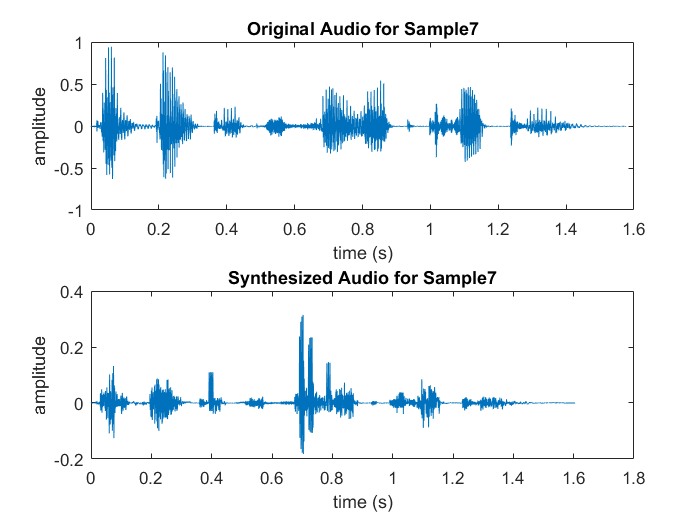 Original Audio for Sample7
1
0.5
0
-0.5
-1
amplitude
0 0.2 0.4 0.6 0.8 1 1.2 1.4 1.6
time (s)
Synthesized Audio for Sample7
0.4
0.2
0
-0.2
amplitude
0 0.2 0.4 0.6 0.8 1 1.2 1.4 1.6 1.8
time (s)